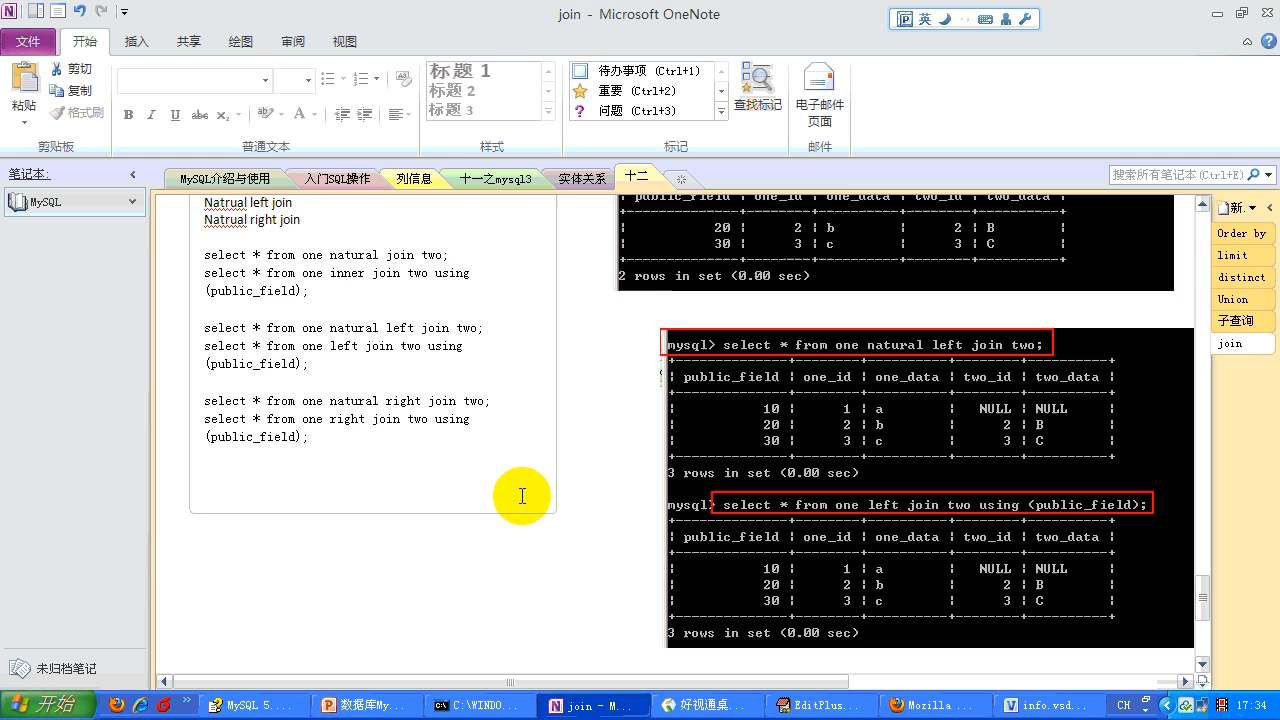 join - Microsoft OneNote
英
文件
开始
插入
共享
绘图
审阅
视图
粘贴
剪切
复制
格式刷
剪贴板
B I U abc X₂
A
普通文本
标题 1
标题 2
标题 3
样式
待办事项 (Ctrl+1)
重要 (Ctrl+2)
问题 (Ctrl+3)
标记
查找标记
电子邮件
页面
邮件
笔记本:
MySQL
MySQL介绍与使用
入门SQL操作
列信息
十一之mysql3
实体关系
十二
搜索所有笔记本(Ctrl+E)
新.
Order by
limit
distinct
Union
子查询
join
Natrual left join
Natrual right join
select * from one natural join two;
select * from one inner join two using
(public_field);
select * from one natural left join two;
select * from one left join two using
(public_field);
select * from one natural right join two;
select * from one right join two using
(public_field);
public_field | one_id | one_data | two_id | two_data |
+--------------+--------+----------+--------+----------+
| 20 | 2 | b | 2 | B |
| 30 | 3 | c | 3 | C |
+--------------+--------+----------+--------+----------+
2 rows in set (0.00 sec)
mysql> select * from one natural left join two;
+--------------+--------+----------+--------+----------+
| public_field | one_id | one_data | two_id | two_data |
+--------------+--------+----------+--------+----------+
| 10 | 1 | a | NULL | NULL |
| 20 | 2 | b | 2 | B |
| 30 | 3 | c | 3 | C |
+--------------+--------+----------+--------+----------+
3 rows in set (0.00 sec)
mysql> select * from one left join two using (public_field);
+--------------+--------+----------+--------+----------+
| public_field | one_id | one_data | two_id | two_data |
+--------------+--------+----------+--------+----------+
| 10 | 1 | a | NULL | NULL |
| 20 | 2 | b | 2 | B |
| 30 | 3 | c | 3 | C |
+--------------+--------+----------+--------+----------+
3 rows in set (0.00 sec)
未归档笔记
开始
MySQL 5....
数据库My...
C:\WINDO...
join - M...
好视通桌...
EditPlus...
Mozilla ...
info.vsd...
CH
17:34